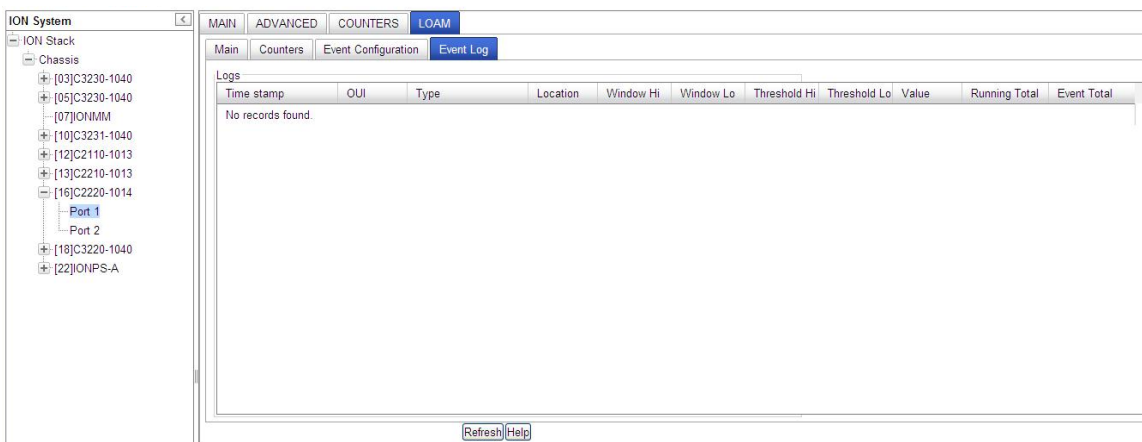 ION System
ION Stack
Chassis
[03]C3230-1040
[05]C3230-1040
[07]IONMM
[10]C3231-1040
[12]C2110-1013
[13]C2210-1013
[16]C2220-1014
Port 1
Port 2
[18]C3220-1040
[22]IONPS-A
MAIN ADVANCED COUNTERS LOAM
Main Counters Event Configuration Event Log
Logs
Time stamp OUI Type Location Window Hi Window Lo Threshold Hi Threshold Lo Value Running Total Event Total
No records found.
Refresh Help